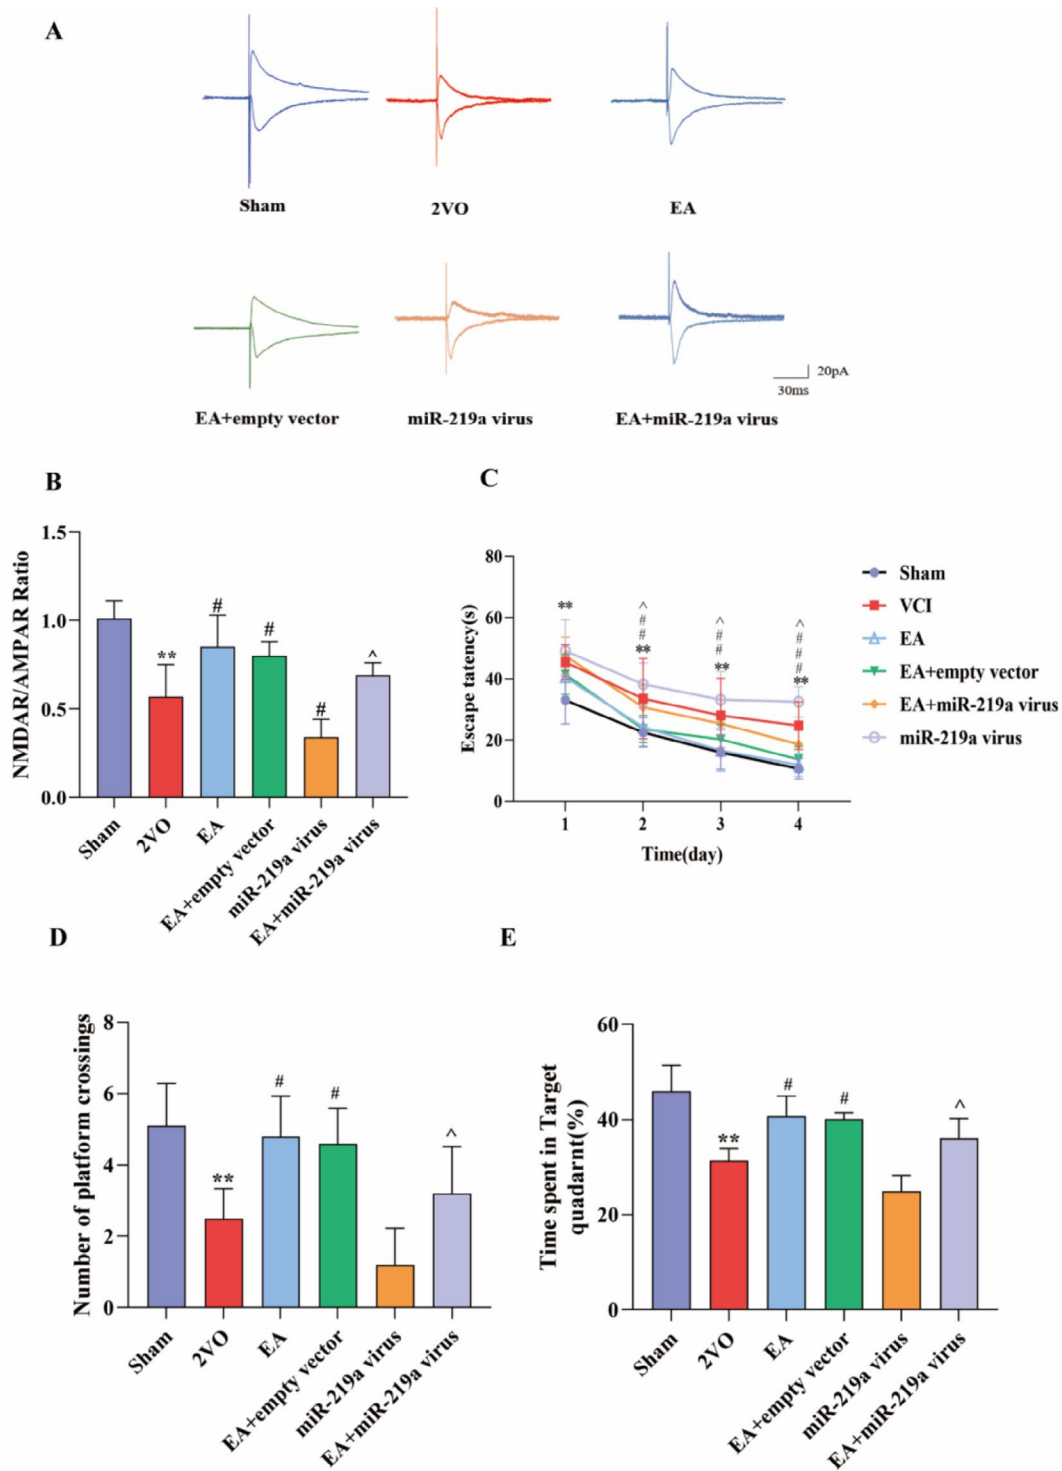 A
Sham
2VO
EA
20pA
30ms
EA+empty vector
miR-219a virus
EA+miR-219a virus
B
NMDAR/AMPAR Ratio
1.5
1.0
0.5
0.0
**
#
#
#
^
Sham
2VO
EA
EA+empty vector
miR-219a virus
EA+miR-219a virus
C
Escape tatency(s)
80
60
40
20
0
**
^
#
#
**
^
#
#
**
^
#
#
#
#
**
1 2 3 4
Time(day)
Sham
VCI
EA
EA+empty vector
EA+miR-219a virus
miR-219a virus
D
Number of platform crossings
8
6
4
2
0
**
#
#
^
Sham
2VO
EA
EA+empty vector
miR-219a virus
EA+miR-219a virus
E
Time spent in Target
quadarnt(%)
60
40
20
0
**
#
#
^
Sham
2VO
EA
EA+empty vector
miR-219a virus
EA+miR-219a virus